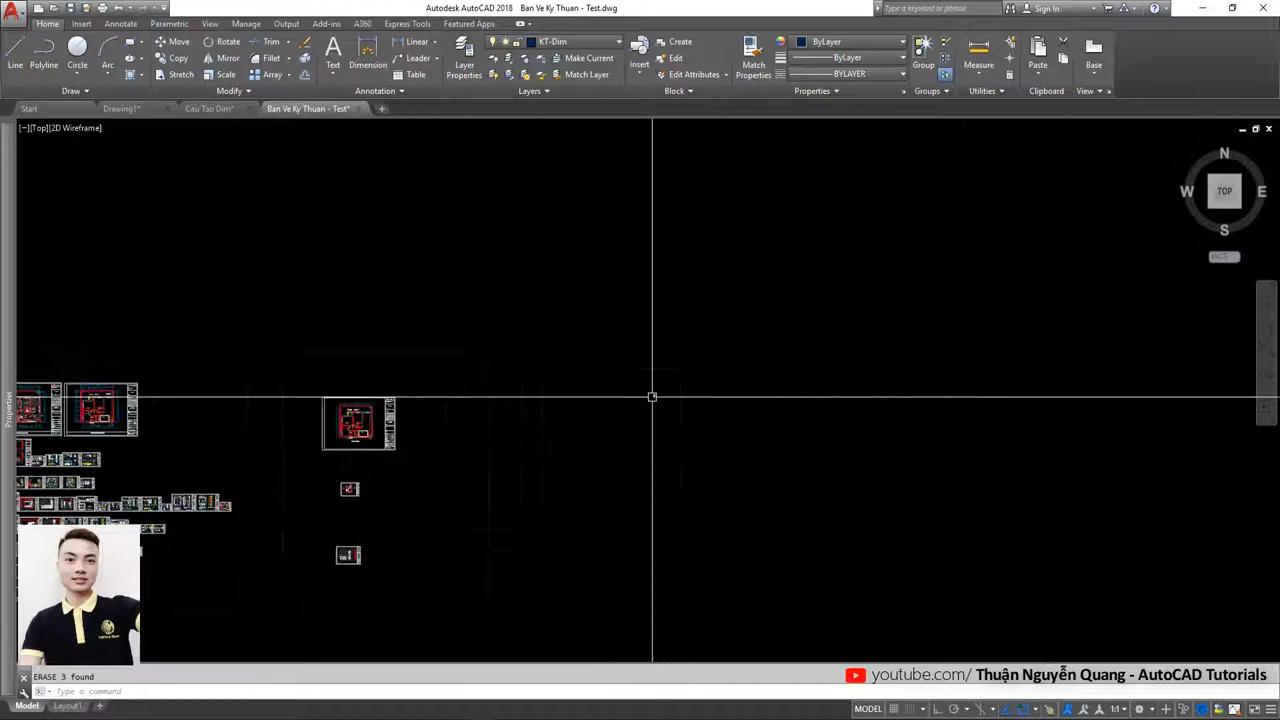 Autodesk AutoCAD 2018 Ban Ve Ky Thuan - Test.dwg
Type a keyword or phrase
Sign In
Home Insert Annotate Parametric View Manage Output Add-ins A360 Express Tools Featured Apps
Line Polyline Circle Arc
Move Rotate Trim
Copy Mirror Fillet
Stretch Scale Array
Text Dimension
Linear
Leader
Table
Layer Properties
KT-Dim
Make Current
Match Layer
Insert
Create
Edit
Edit Attributes
Match Properties
ByLayer
ByLayer
BYLAYER
Group
Measure
Paste
Base
Draw Modify Annotation Layers Block Properties Groups Utilities Clipboard View
Start Drawing1* Cau Tao Dim* Ban Ve Ky Thuan - Test*
[−][Top][2D Wireframe]
N
W TOP E
S
WCS
Properties
ERASE 3 found
Type a command
youtube.com/ Thuận Nguyễn Quang - AutoCAD Tutorials
Model Layout1
MODEL
1:1